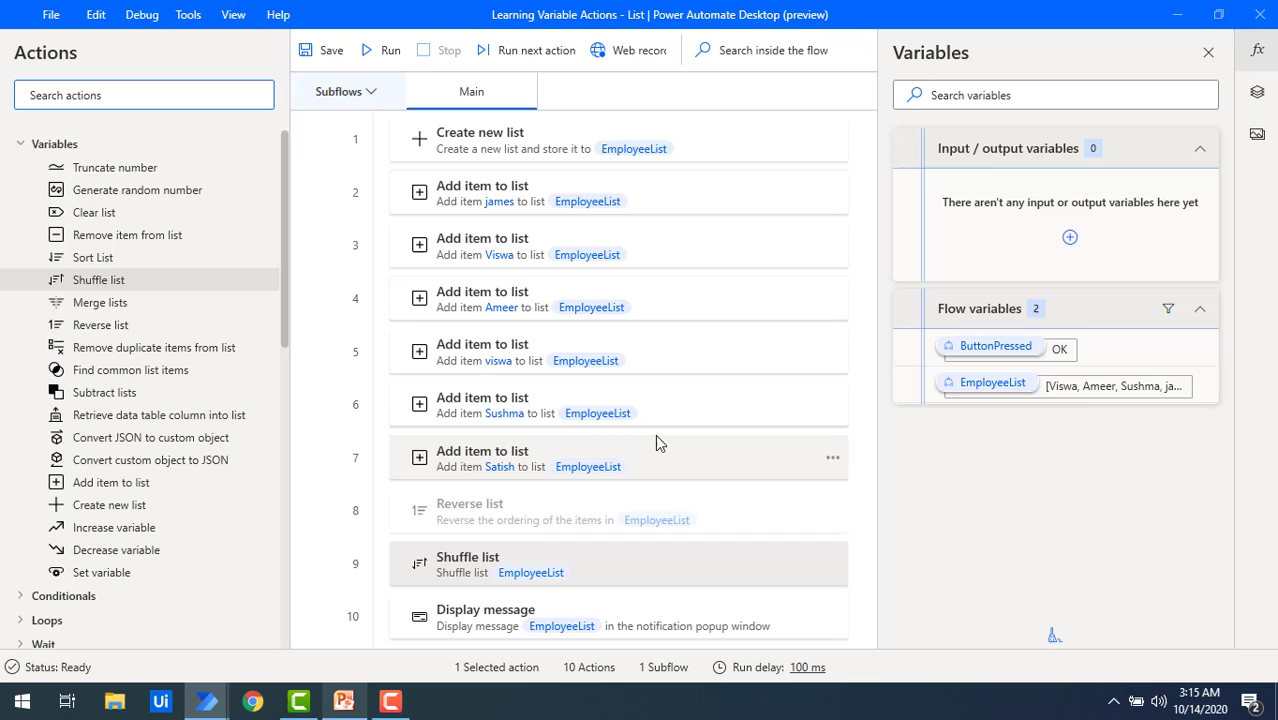 File Edit Debug Tools View Help
Learning Variable Actions - List | Power Automate Desktop (preview)
Actions
Search actions
Variables
Truncate number
Generate random number
Clear list
Remove item from list
Sort List
Shuffle list
Merge lists
Reverse list
Remove duplicate items from list
Find common list items
Subtract lists
Retrieve data table column into list
Convert JSON to custom object
Convert custom object to JSON
Add item to list
Create new list
Increase variable
Decrease variable
Set variable
Conditionals
Loops
Wait
Save Run Stop Run next action Web recor Search inside the flow
Subflows Main
1 Create new list
Create a new list and store it to EmployeeList
2 Add item to list
Add item james to list EmployeeList
3 Add item to list
Add item Viswa to list EmployeeList
4 Add item to list
Add item Ameer to list EmployeeList
5 Add item to list
Add item viswa to list EmployeeList
6 Add item to list
Add item Sushma to list EmployeeList
7 Add item to list
Add item Satish to list EmployeeList
8 Reverse list
Reverse the ordering of the items in EmployeeList
9 Shuffle list
Shuffle list EmployeeList
10 Display message
Display message EmployeeList in the notification popup window
Variables
Search variables
Input / output variables 0
There aren't any input or output variables here yet
Flow variables 2
ButtonPressed OK
EmployeeList [Viswa, Ameer, Sushma, ja...
fx
Status: Ready 1 Selected action 10 Actions 1 Subflow Run delay: 100 ms
Ui
3:15 AM
10/14/2020
2